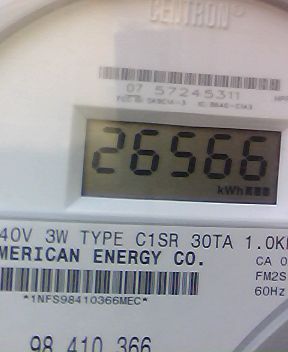 CENTRON®
07 57245311
26566
kWh
40V 3W TYPE C1SR 30TA 1.0K
MERICAN ENERGY CO.
CA 0
FM2S
60Hz
*1NFS98410366MEC*
98 410 366